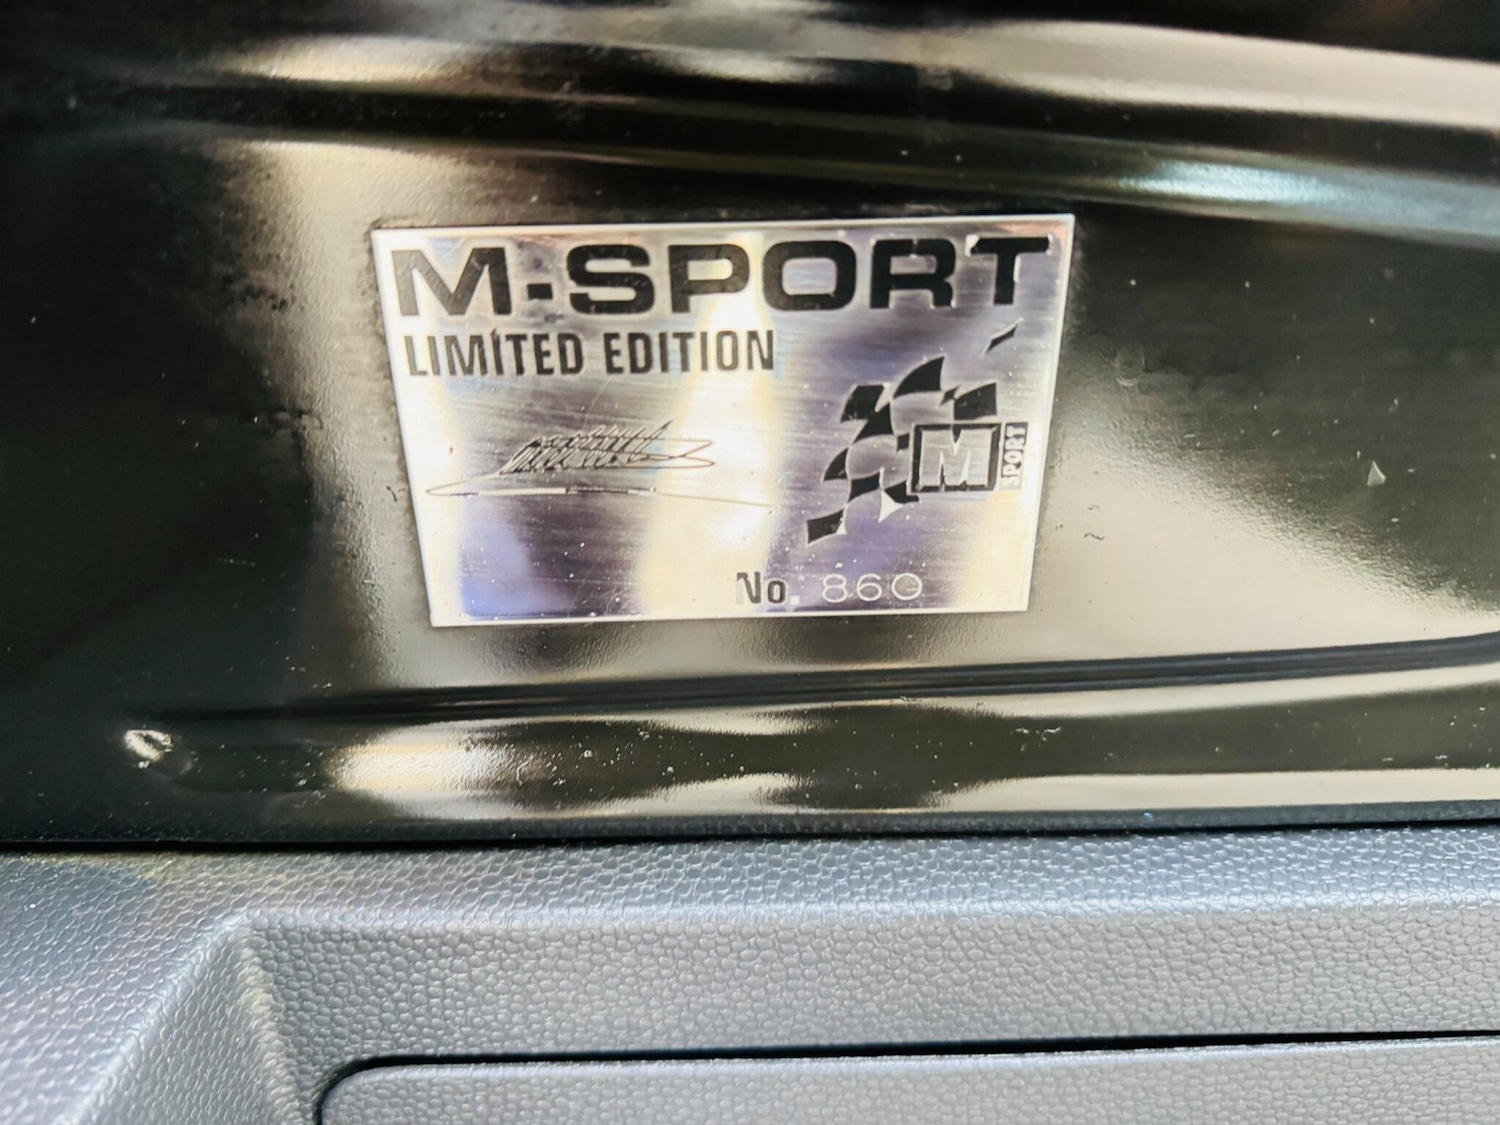 M-SPORT
LIMITED EDITION
M
SPORT
No. 860